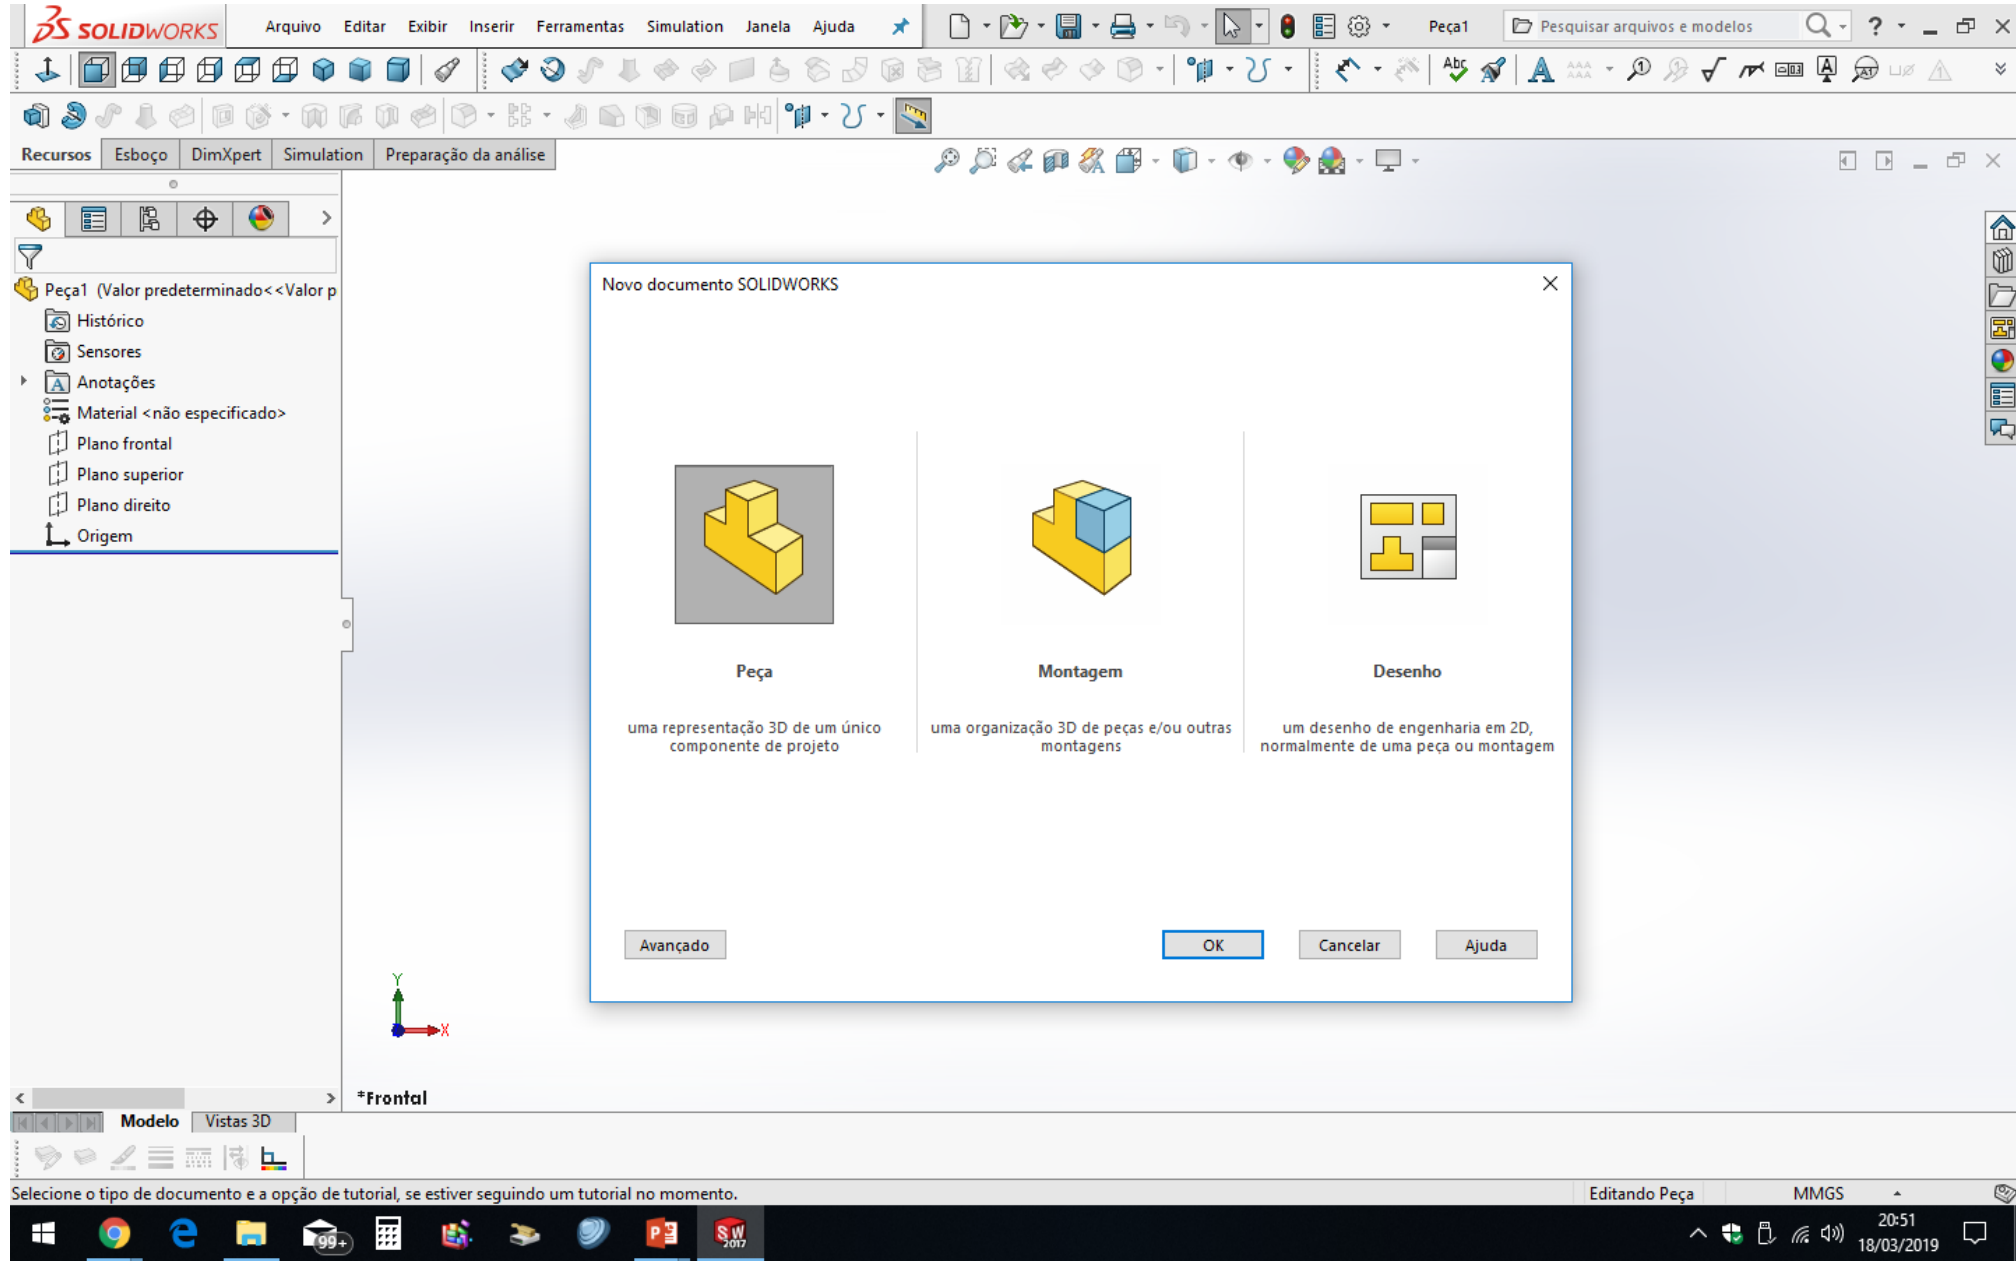 SOLIDWORKS Arquivo Editar Exibir Inserir Ferramentas Simulation Janela Ajuda Peça1 Pesquisar arquivos e modelos
Recursos Esboço DimXpert Simulation Preparação da análise
Peça1 (Valor predeterminado<<Valor p
Histórico
Sensores
Anotações
Material <não especificado>
Plano frontal
Plano superior
Plano direito
Origem
Novo documento SOLIDWORKS
Peça
uma representação 3D de um único
componente de projeto
Montagem
uma organização 3D de peças e/ou outras
montagens
Desenho
um desenho de engenharia em 2D,
normalmente de uma peça ou montagem
Avançado OK Cancelar Ajuda
Y
X
*Frontal
Modelo Vistas 3D
Selecione o tipo de documento e a opção de tutorial, se estiver seguindo um tutorial no momento. Editando Peça MMGS
99+
SW
2017
20:51
18/03/2019